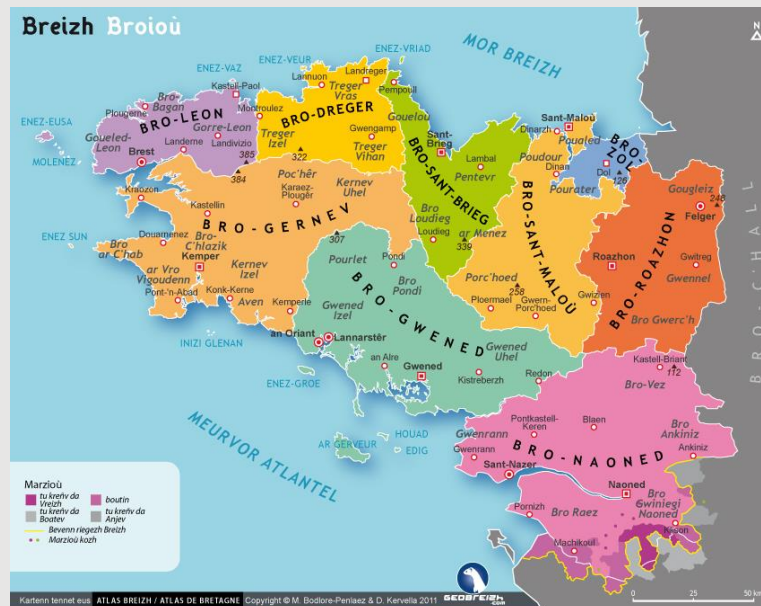 Breizh Broioù
MOR BREIZH
N
ENEZ-VRIAD
ENEZ-VEUR
ENEZ-VAZ
Kastell-Paol
Lannuon
Landreger
Treger
Vras
Pempoull
Gouelou
Bro-
Bagan
Plougerne
BRO-LEON
Montroulez
BRO-DREGER
Treger
Izel
Gwengamp
Treger
Vihan
ENEZ-EUSA
Goueled-
Leon
Gorre-Leon
Landerne
Landivizio
Brest
MOLENEZ
385
384
322
Sant-
Brieg
Lambal
Pentevr
BRO-SANT-BRIEG
Bro
Loudieg
Loudieg
ar Menez
339
Sant-Maloù
Dinarzh
Poualed
Poudour
Dinan
Pourater
BRO-
ZOL
Dol
126
BRO-SANT-MALOÙ
Porc'hoed
258
Ploermael
Gwern-
Porc'hoed
Gwizien
Gougleiz
248
Felger
Roazhon
Gwitreg
Gwennel
BRO-ROAZHON
Bro Gwerc'h
BRO-C'HALL
Kraozon
Poc'hêr
Karaez-
Plougêr
Kernev
Uhel
Kastellin
BRO-GERNEV
307
ENEZ SUN
Douarnenez
Bro
ar C'hab
Bro-
C'hlazik
Kemper
ar Vro
Vigoudenn
Kernev
Izel
Pont-'n-Abad
Konk-Kerne
Aven
Kemperle
INIZI GLENAN
Pourlet
Pondi
Bro
Pondi
BRO-GWENED
Gwened
Izel
an Oriant
Lannarstêr
an Alre
Gwened
Gwened
Uhel
Kistreberzh
Redon
ENEZ-GROE
HOUAD
EDIG
AR GERVEUR
MEURVOR ATLANTEL
Kastell-Briant
112
Bro-Vez
Pontkastell-
Keren
Blaen
Bro
Ankiniz
Ankiniz
Gwenrann
Gwenrann
BRO-NAONED
Sant-Nazer
Naoned
Pornizh
Bro Raez
Bro
Gwiniegi
Naoned
Machikoul
Marzioù
tu kreñv da
Vreizh
boutin
tu kreñv da
Boatev
tu kreñv da
Anjev
Bevenn riegezh Breizh
Marzioù kozh
Kartenn tennet eus ATLAS BREIZH / ATLAS DE BRETAGNE Copyright © M. Bodlore-Penlaez & D. Kervella 2011
GEOBREIZH
.com
0 25 50 km